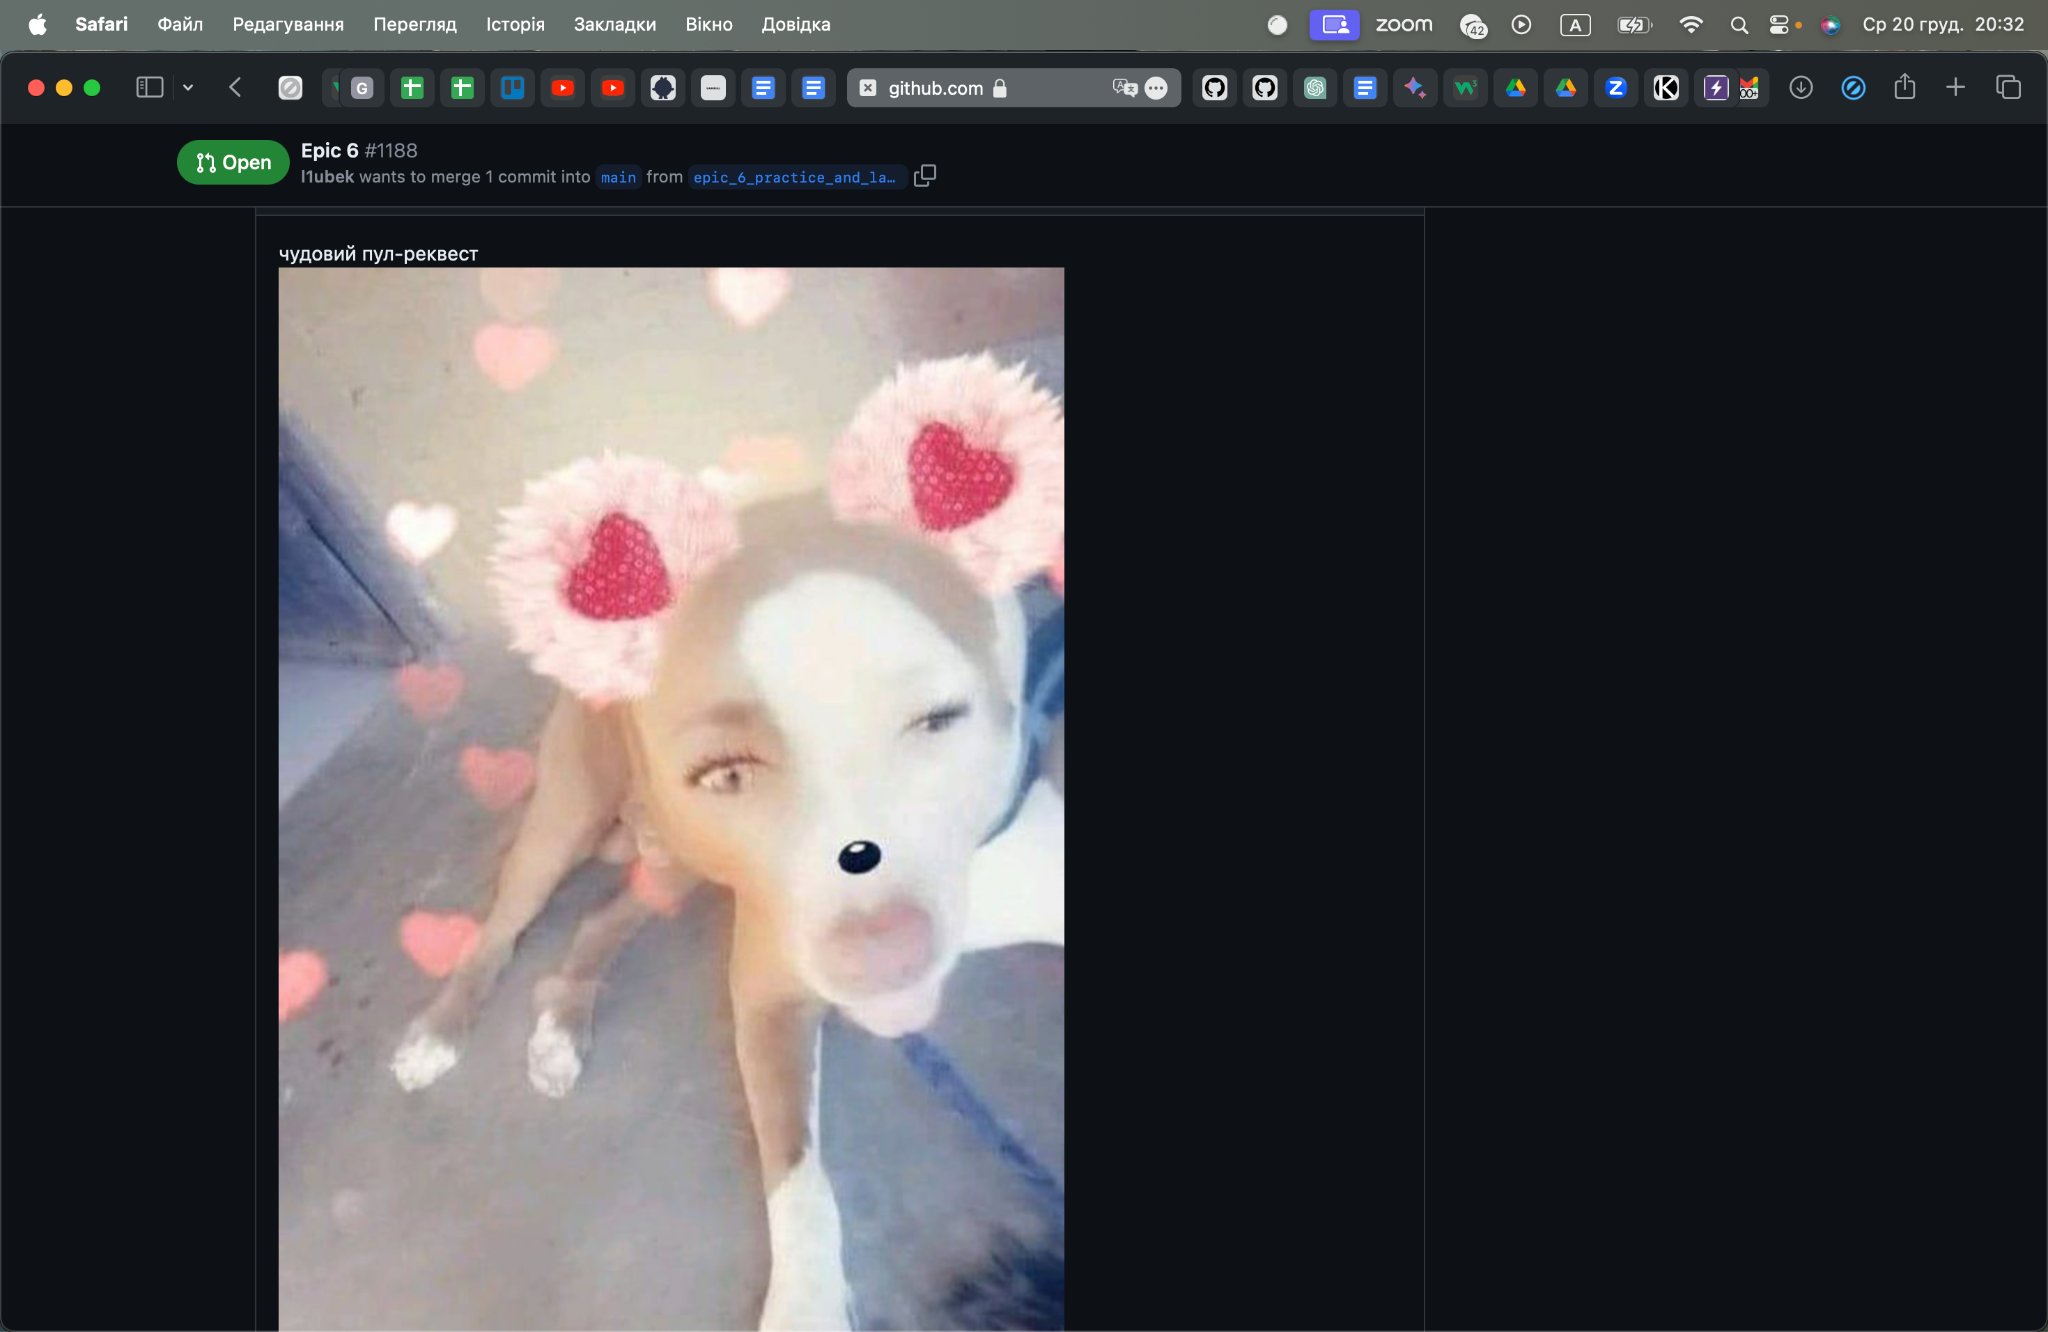 Safari Файл Редагування Перегляд Історія Закладки Вікно Довідка zoom 42 A Ср 20 груд. 20:32
G github.com
Open
Epic 6 #1188
l1ubek wants to merge 1 commit into main from epic_6_practice_and_la…
чудовий пул-реквест